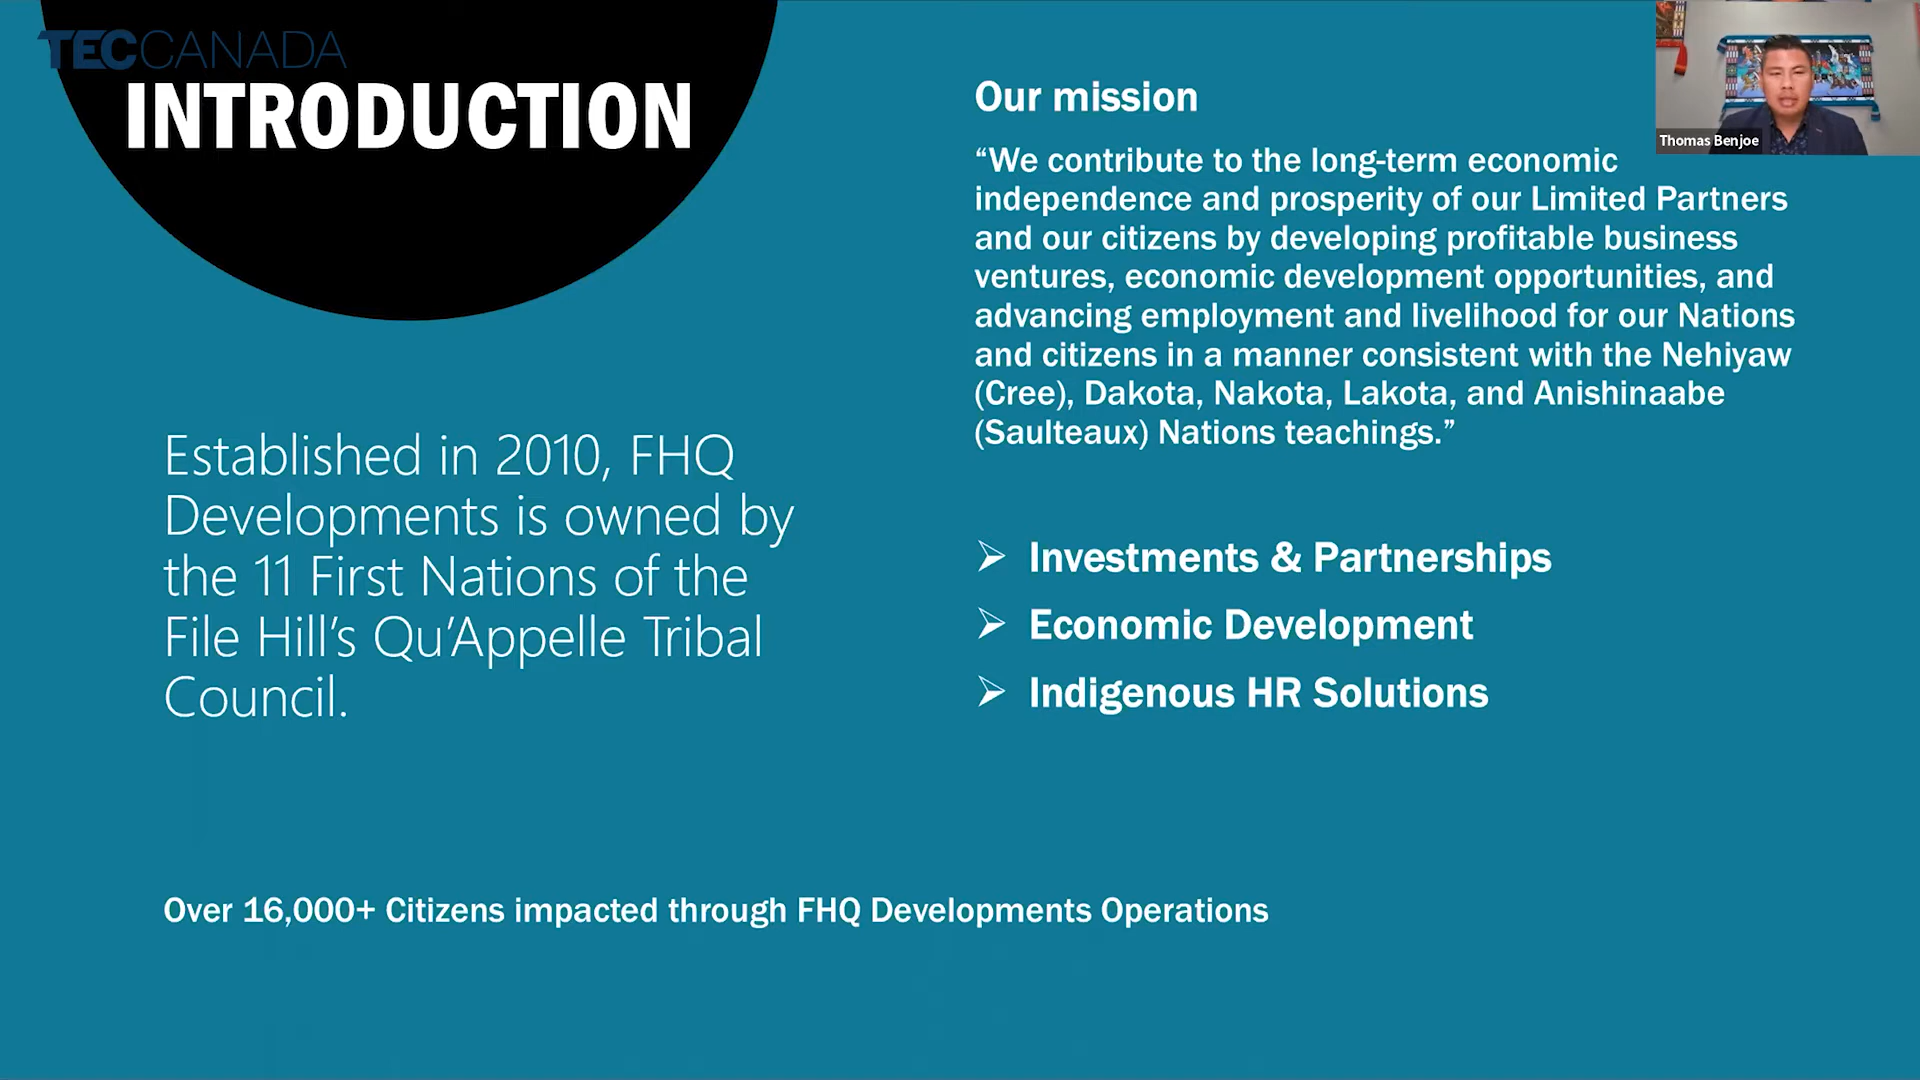 TECCANADA
INTRODUCTION
Established in 2010, FHQ
Developments is owned by
the 11 First Nations of the
File Hill’s Qu’Appelle Tribal
Council.
Our mission
“We contribute to the long-term economic
independence and prosperity of our Limited Partners
and our citizens by developing profitable business
ventures, economic development opportunities, and
advancing employment and livelihood for our Nations
and citizens in a manner consistent with the Nehiyaw
(Cree), Dakota, Nakota, Lakota, and Anishinaabe
(Saulteaux) Nations teachings.”
Investments & Partnerships
Economic Development
Indigenous HR Solutions
Over 16,000+ Citizens impacted through FHQ Developments Operations
Thomas Benjoe